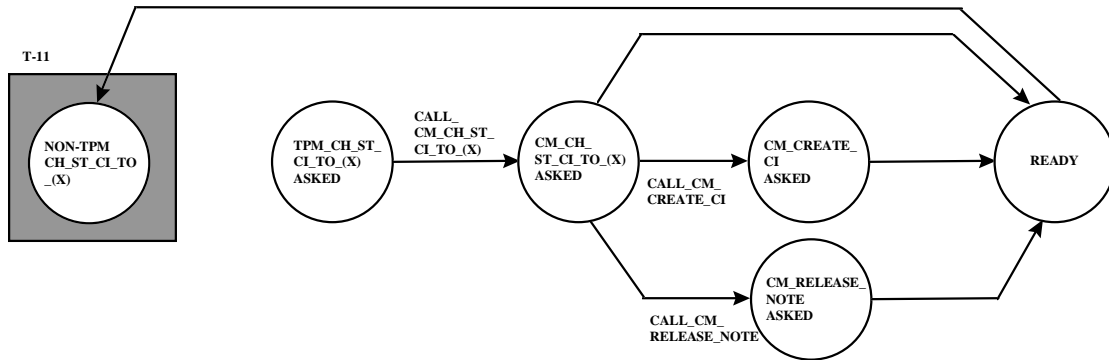 T-11
NON-TPM
CH_ST_CI_TO
_(X)
TPM_CH_ST_
CI_TO_(X)
ASKED
CALL_
CM_CH_ST_
CI_TO_(X)
CM_CH_
ST_CI_TO_(X)
ASKED
CALL_CM_
CREATE_CI
CM_CREATE_
CI
ASKED
READY
CALL_CM_
RELEASE_NOTE
CM_RELEASE_
NOTE
ASKED